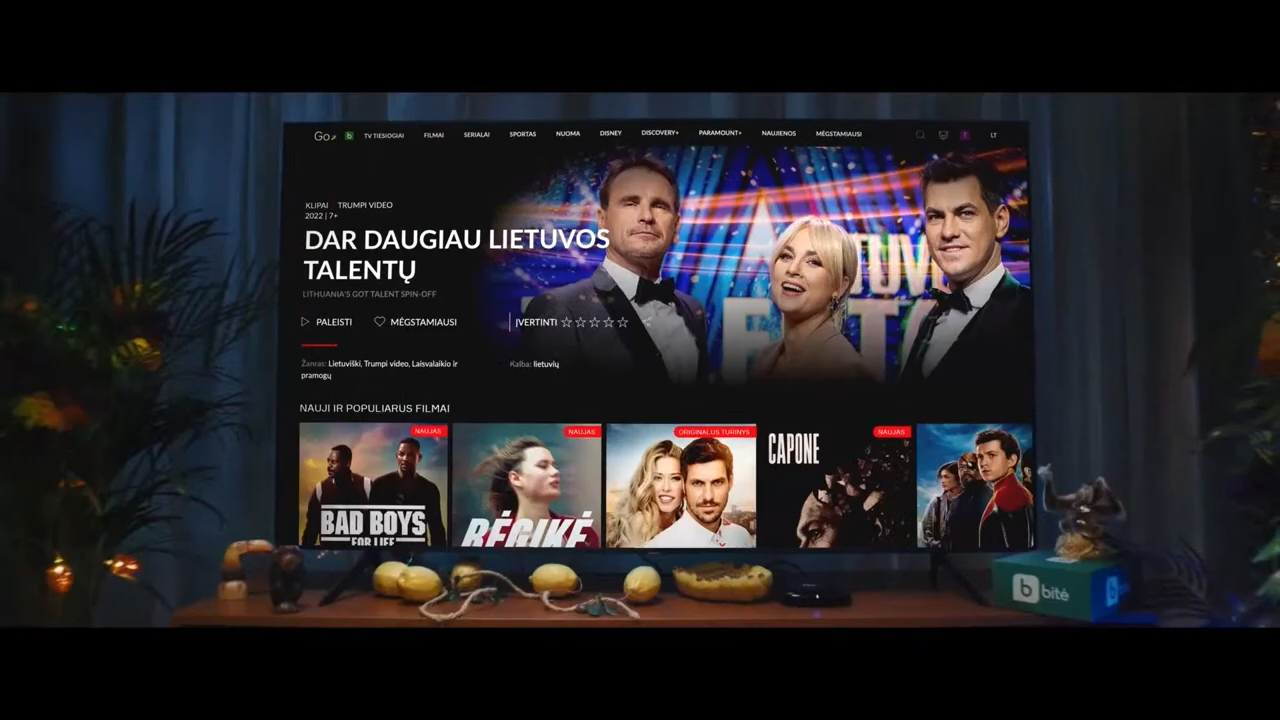 Go
b
TV TIESIOGIAI
FILMAI
SERIALAI
SPORTAS
NUOMA
DISNEY
DISCOVERY+
PARAMOUNT+
NAUJIENOS
MĖGSTAMIAUSI
LT
KLIPAI TRUMPI VIDEO
2022 | 7+
DAR DAUGIAU LIETUVOS
TALENTŲ
LITHUANIA'S GOT TALENT SPIN-OFF
PALEISTI
MĖGSTAMIAUSI
ĮVERTINTI
Žanras: Lietuviški, Trumpi video, Laisvalaikio ir
pramogų
Kalba: lietuvių
NAUJI IR POPULIARUS FILMAI
NAUJAS
BAD BOYS
FOR LIFE
NAUJAS
BĖGIKĖ
ORIGINALUS TURINYS
NAUJAS
CAPONE
b bitė
b